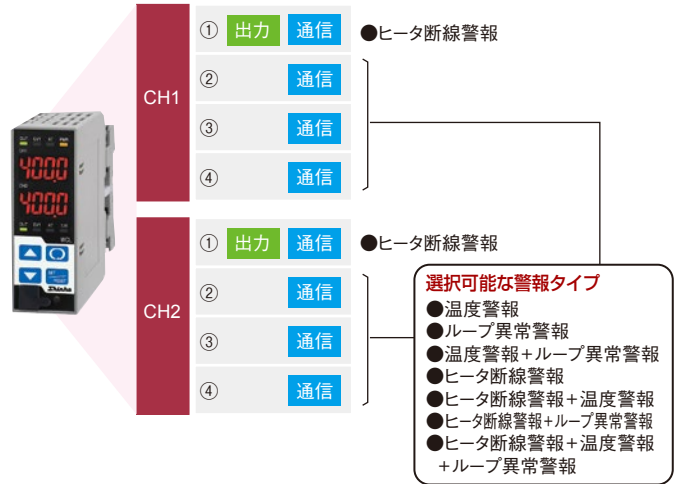 ① 出力 通信 ●ヒータ断線警報
CH1
② 通信
③ 通信
④ 通信
400.0
400.0
① 出力 通信 ●ヒータ断線警報
CH2
② 通信
③ 通信
④ 通信
Shinko
選択可能な警報タイプ
●温度警報
●ループ異常警報
●温度警報+ループ異常警報
●ヒータ断線警報
●ヒータ断線警報+温度警報
●ヒータ断線警報+ループ異常警報
●ヒータ断線警報+温度警報
+ループ異常警報